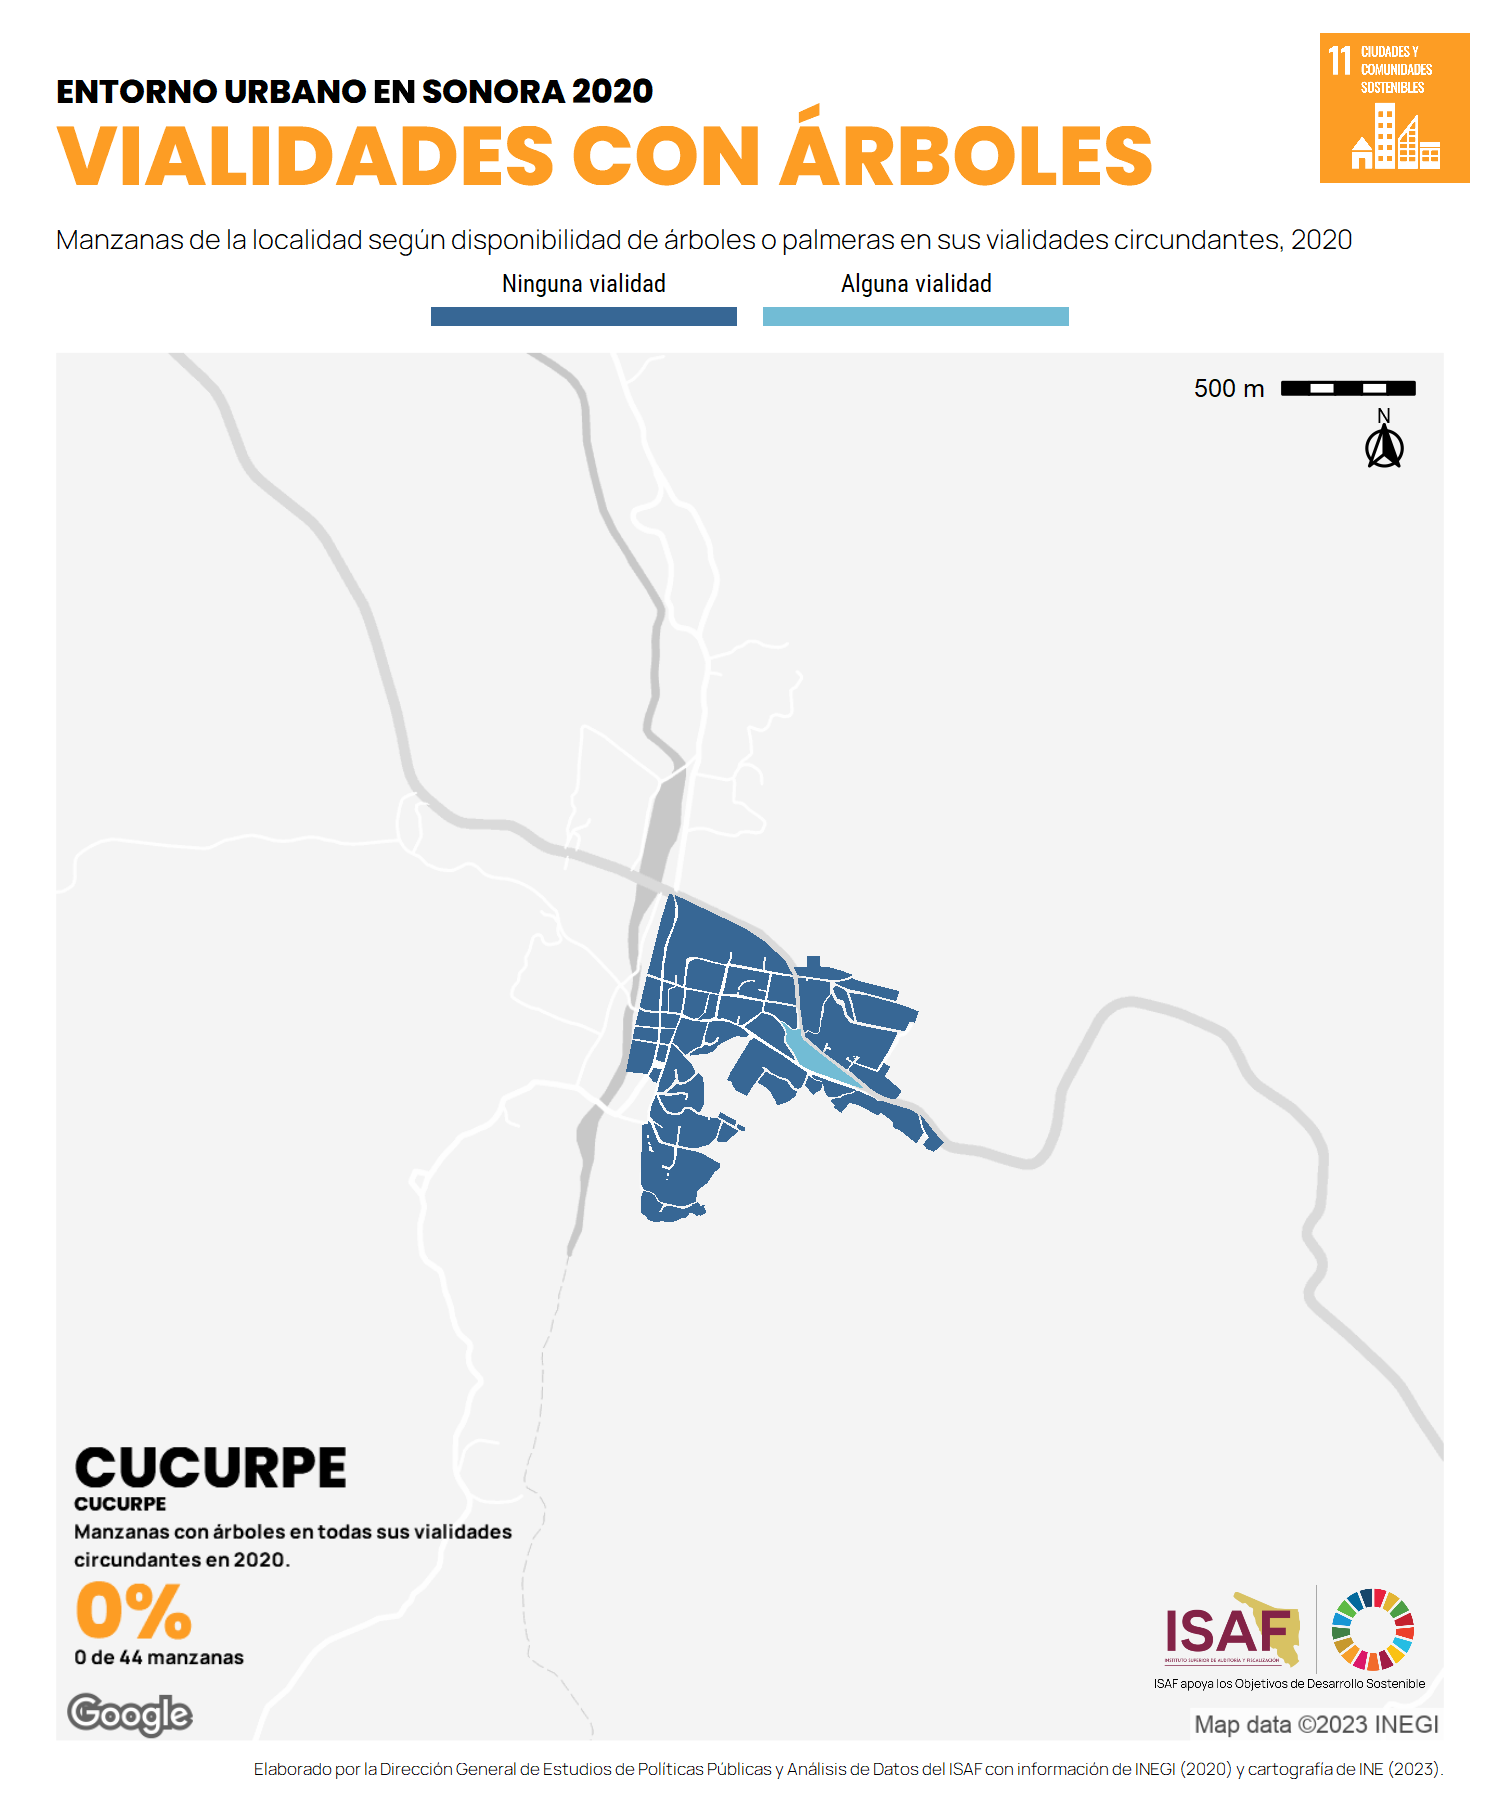 11 CIUDADES Y
COMUNIDADES
SOSTENIBLES
ENTORNO URBANO EN SONORA 2020
VIALIDADES CON ÁRBOLES
Manzanas de la localidad según disponibilidad de árboles o palmeras en sus vialidades circundantes, 2020
Ninguna vialidad
Alguna vialidad
500 m
N
CUCURPE
CUCURPE
Manzanas con árboles en todas sus vialidades
circundantes en 2020.
0%
0 de 44 manzanas
Google
ISAF
INSTITUTO SUPERIOR DE AUDITORÍA Y FISCALIZACIÓN
ISAF apoya los Objetivos de Desarrollo Sostenible
Map data ©2023 INEGI
Elaborado por la Dirección General de Estudios de Políticas Públicas y Análisis de Datos del ISAF con información de INEGI (2020) y cartografía de INE (2023).